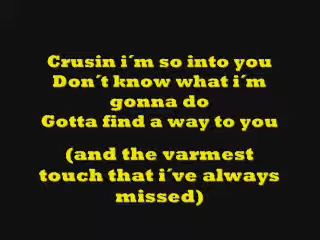 Crusin i´m so into you
Don´t know what i´m
gonna do
Gotta find a way to you
(and the varmest
touch that i´ve always
missed)